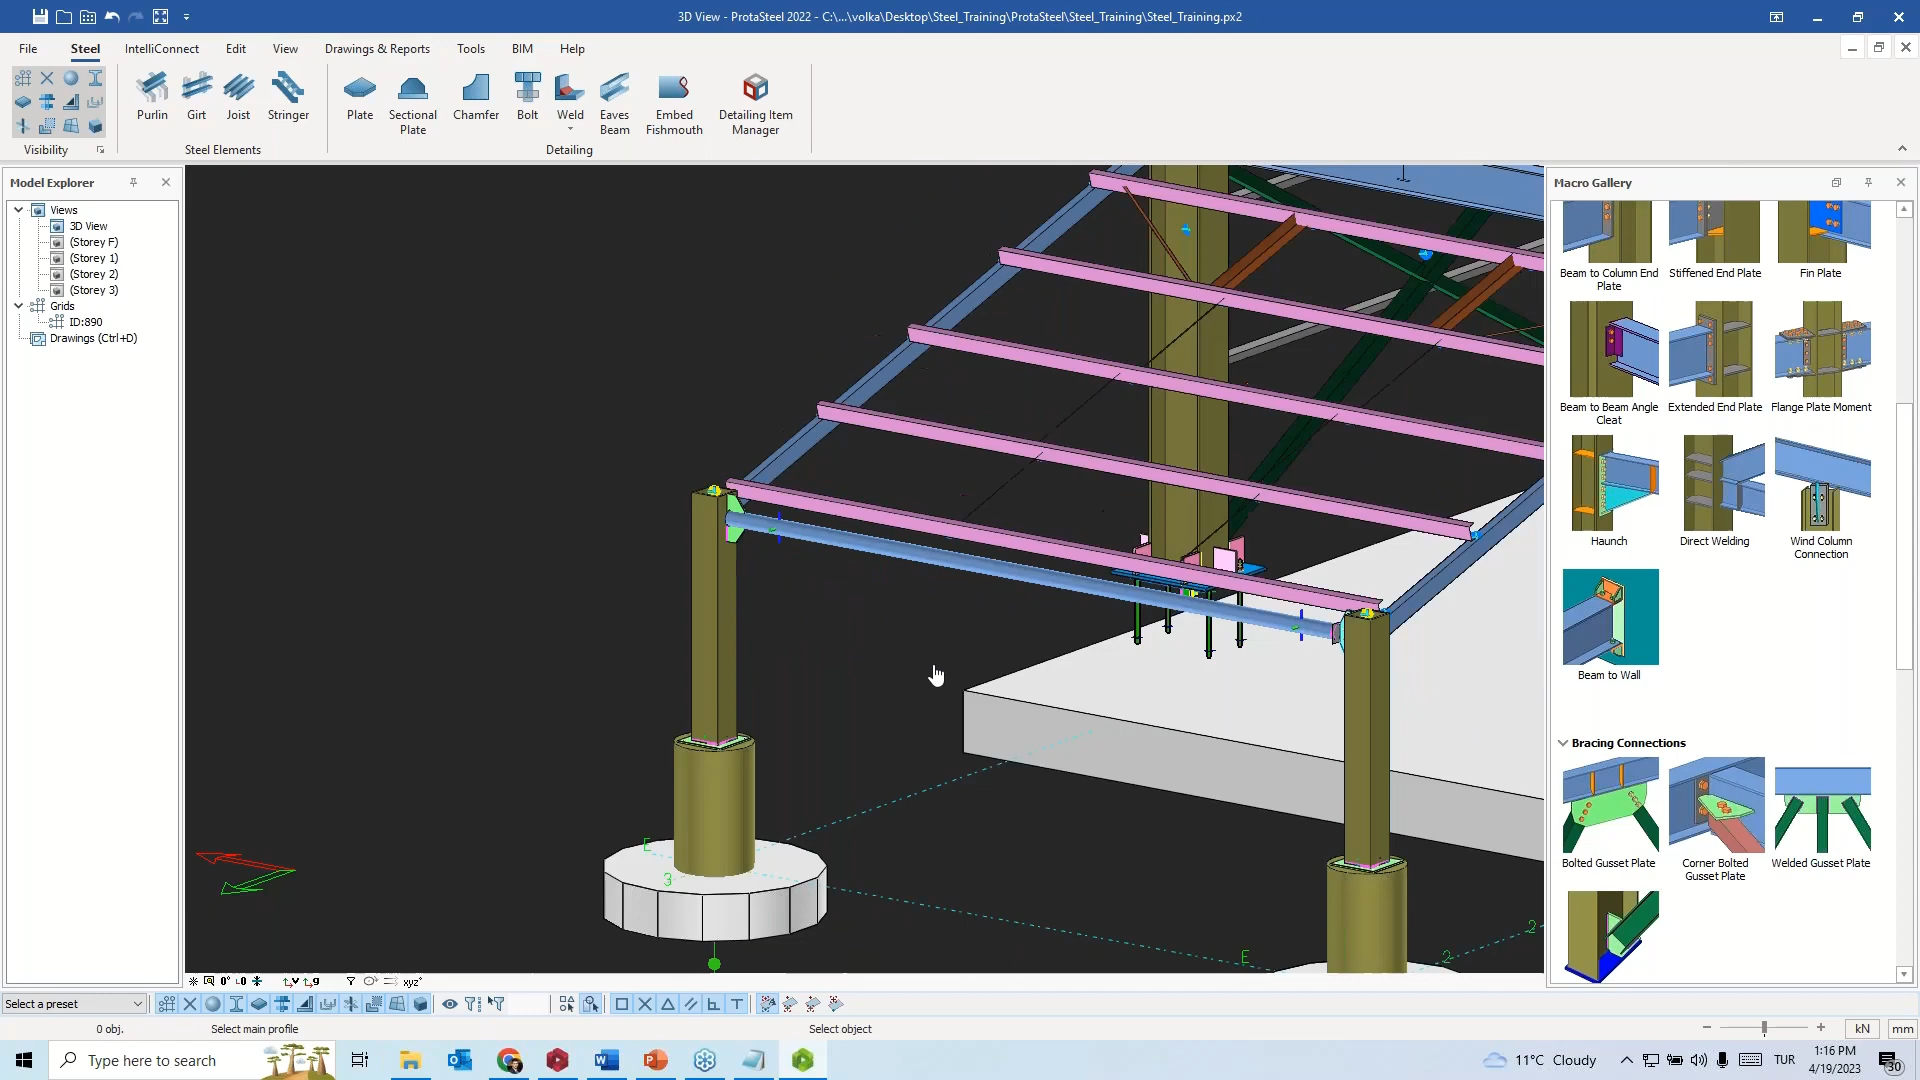 3D View - ProtaSteel 2022 - C:\...\volka\Desktop\Steel_Training\ProtaSteel\Steel_Training\Steel_Training.px2
File
Steel
IntelliConnect
Edit
View
Drawings & Reports
Tools
BIM
Help
Purlin
Girt
Joist
Stringer
Plate
Sectional
Plate
Chamfer
Bolt
Weld
Eaves
Beam
Embed
Fishmouth
Detailing Item
Manager
Visibility
Steel Elements
Detailing
Model Explorer
Views
3D View
(Storey F)
(Storey 1)
(Storey 2)
(Storey 3)
Grids
ID:890
Drawings (Ctrl+D)
E
3
E
2
2
Macro Gallery
Beam to Column End
Plate
Stiffened End Plate
Fin Plate
Beam to Beam Angle
Cleat
Extended End Plate
Flange Plate Moment
Haunch
Direct Welding
Wind Column
Connection
Beam to Wall
Bracing Connections
Bolted Gusset Plate
Corner Bolted
Gusset Plate
Welded Gusset Plate
xyz
Select a preset
0 obj.
Select main profile
Select object
kN
mm
Type here to search
11°C Cloudy
TUR
1:16 PM
4/19/2023
30